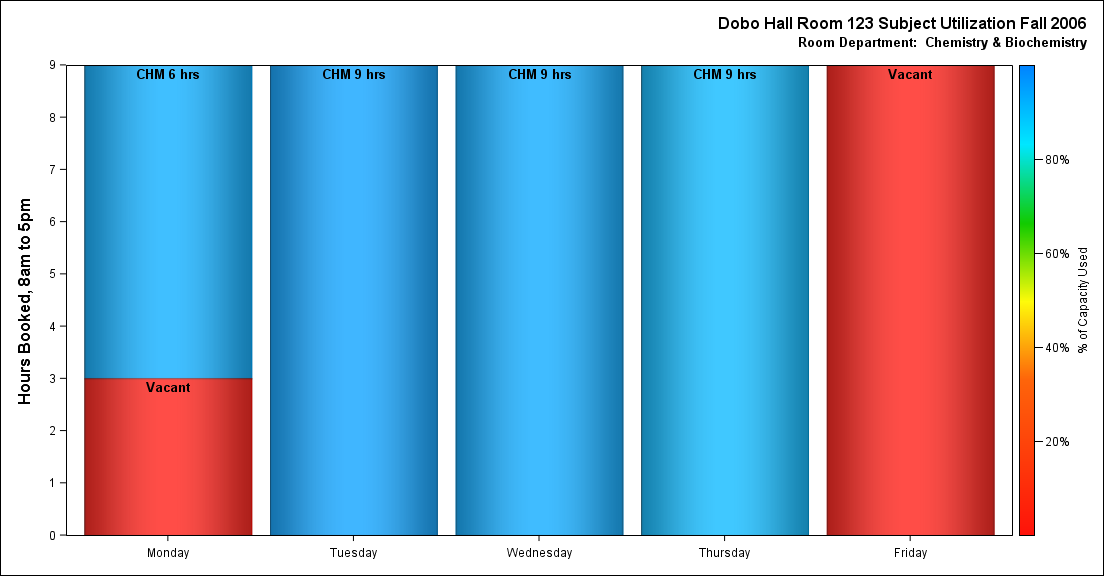 Dobo Hall Room 123 Subject Utilization Fall 2006
Room Department:  Chemistry & Biochemistry
Hours Booked, 8am to 5pm
9
8
7
6
5
4
3
2
1
0
CHM 6 hrs
Vacant
CHM 9 hrs
CHM 9 hrs
CHM 9 hrs
Vacant
Monday
Tuesday
Wednesday
Thursday
Friday
80%
60%
40%
20%
% of Capacity Used